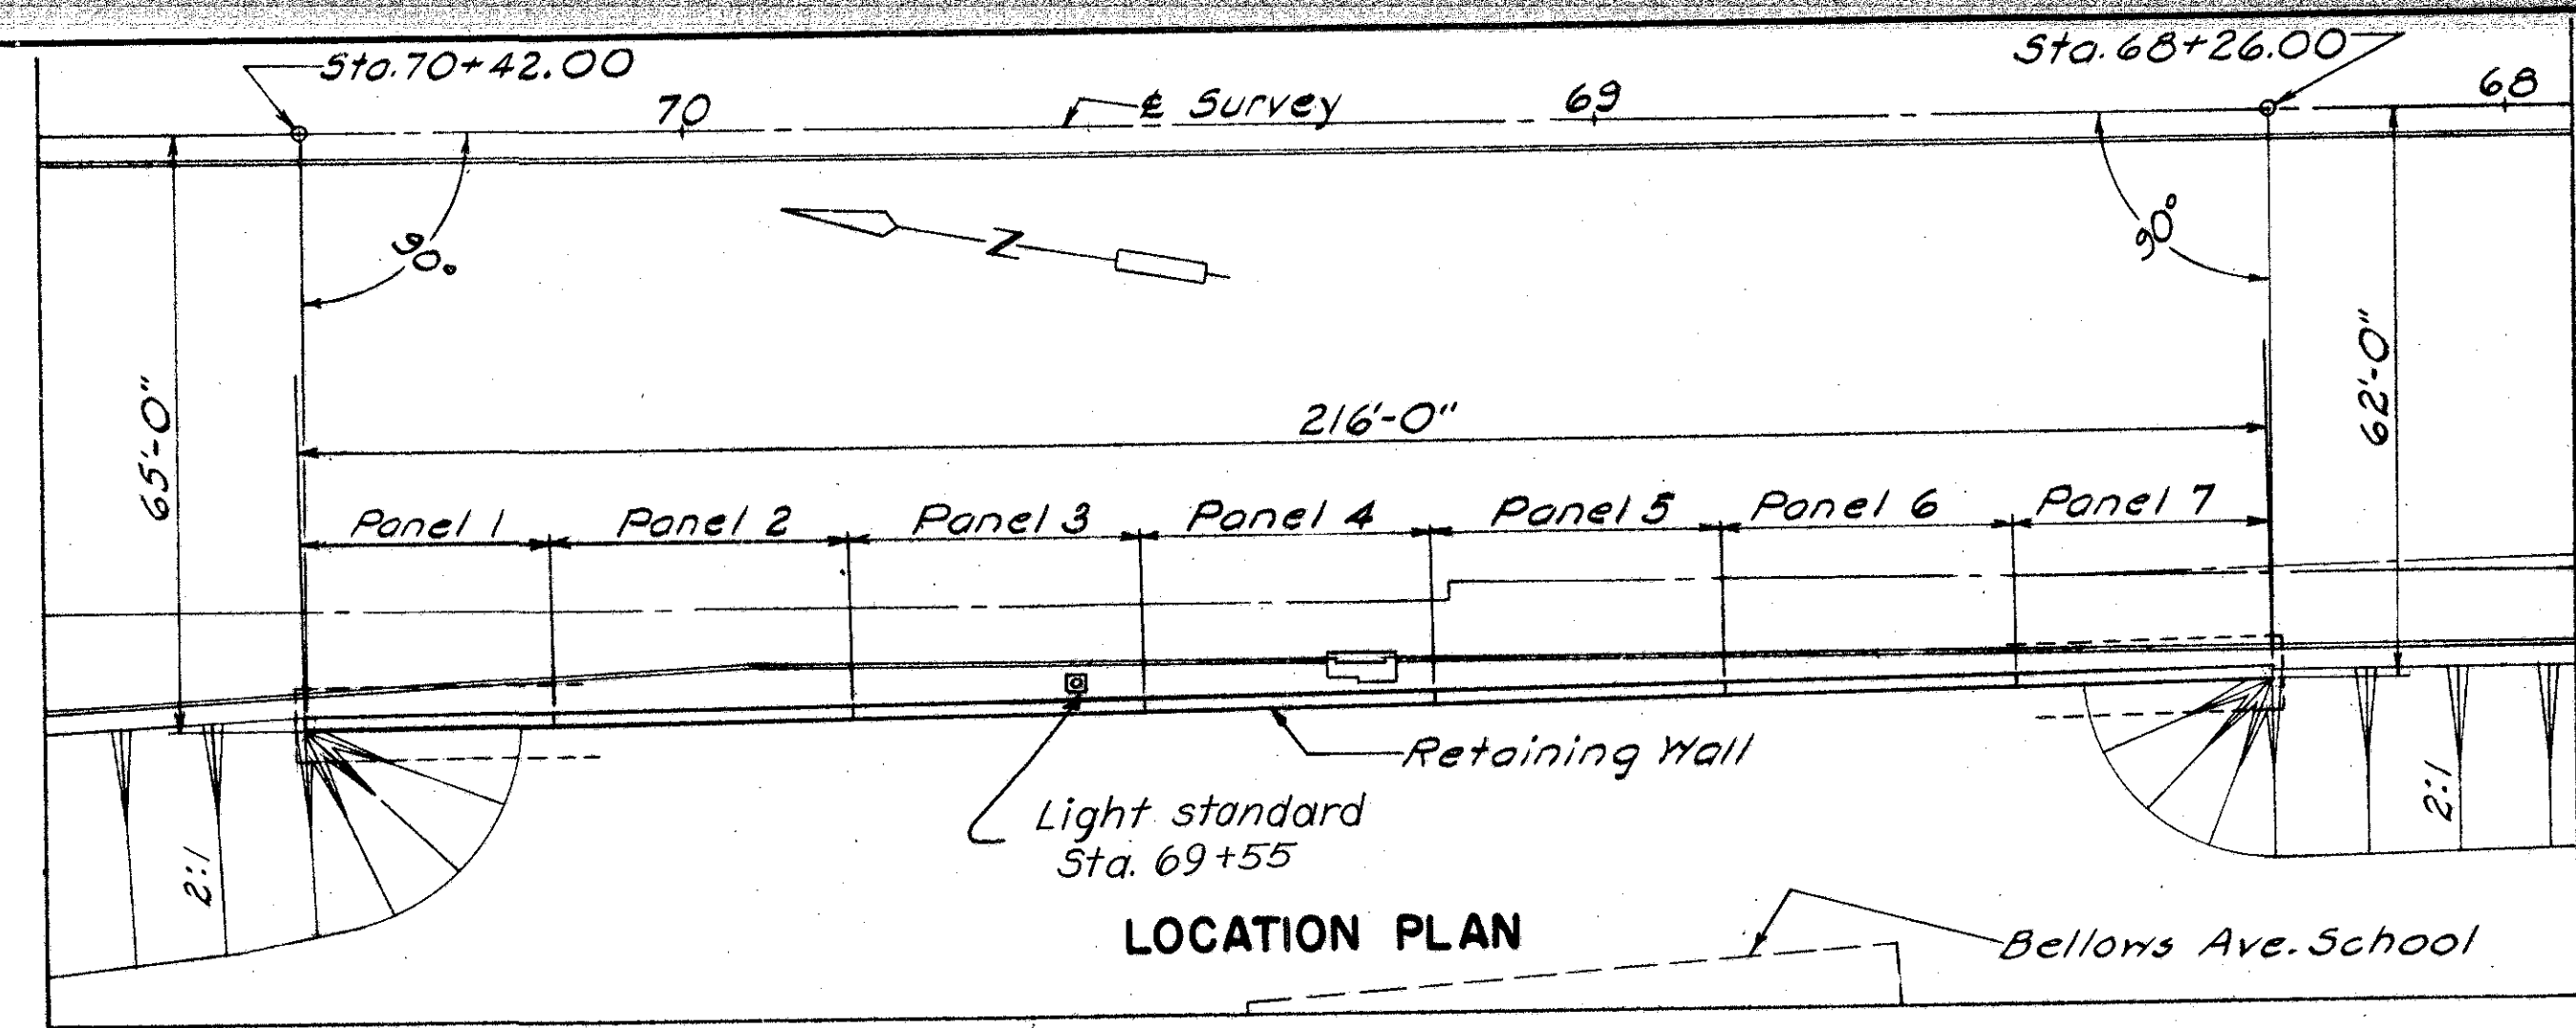 Sta. 70+42.00
Sta. 68+26.00
70
℄ Survey
69
68
90°
N
90°
65'-0"
216'-0"
62'-0"
Panel 1
Panel 2
Panel 3
Panel 4
Panel 5
Panel 6
Panel 7
Retaining Wall
Light standard
Sta. 69+55
2:1
2:1
LOCATION PLAN
Bellows Ave. School